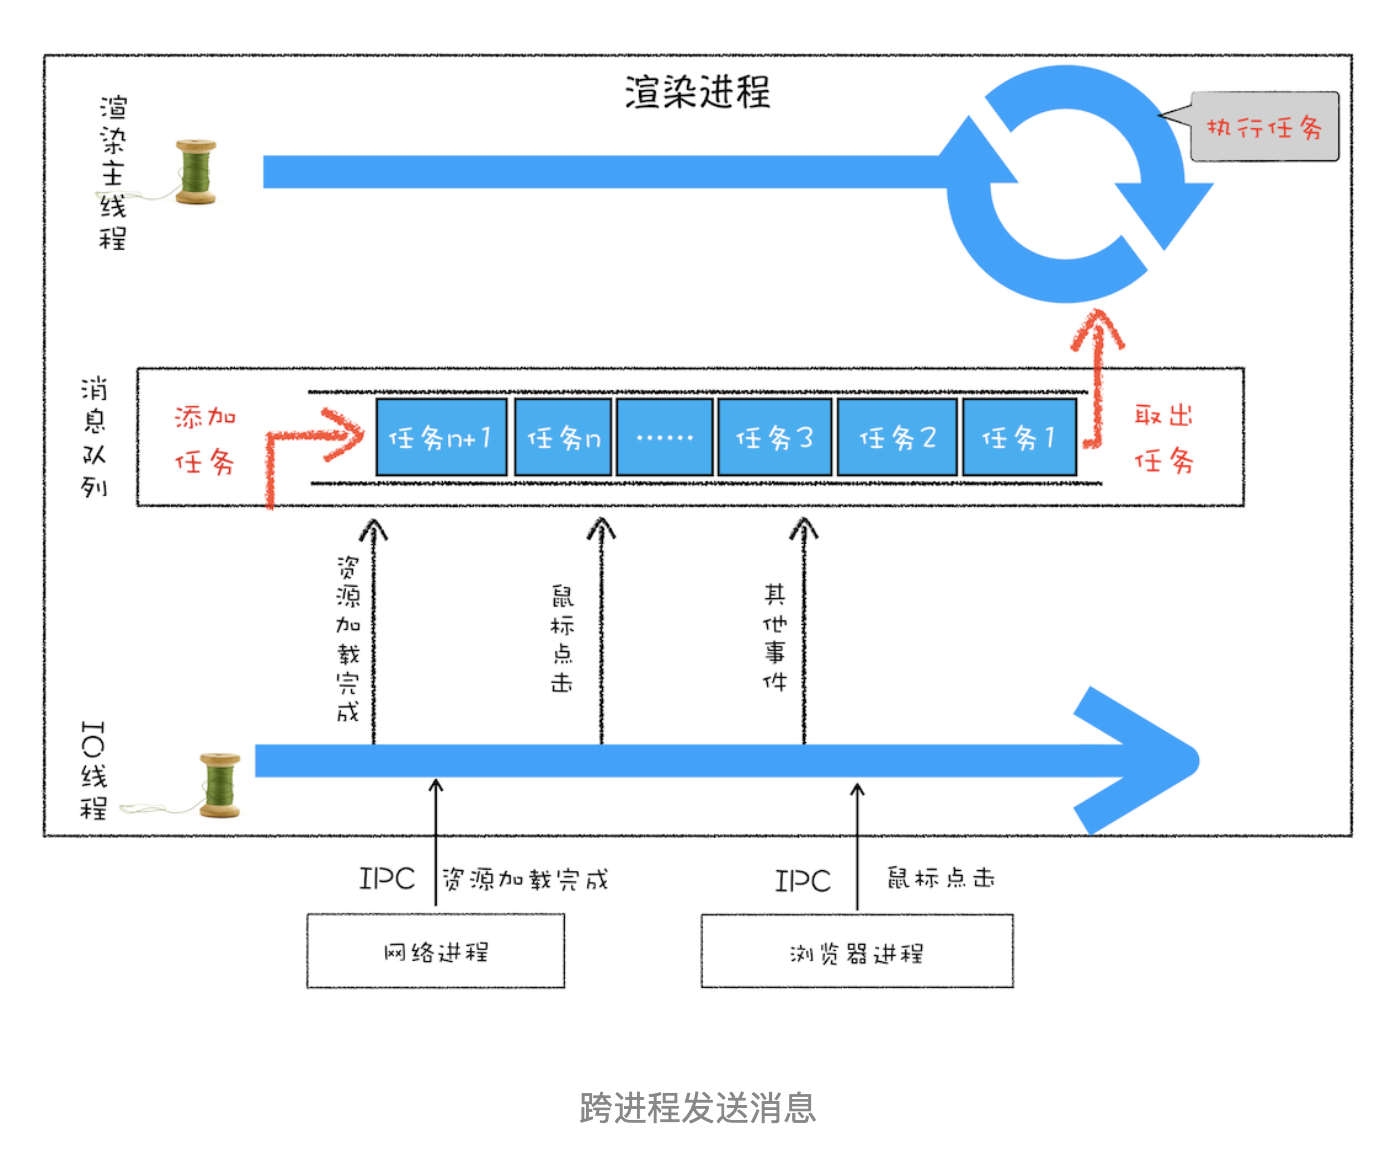 渲染进程
渲染主线程
执行任务
消息队列
添加
任务
任务n+1
任务n
……
任务3
任务2
任务1
取出
任务
资源加载完成
鼠标点击
其他事件
IO线程
IPC
资源加载完成
IPC
鼠标点击
网络进程
浏览器进程
跨进程发送消息